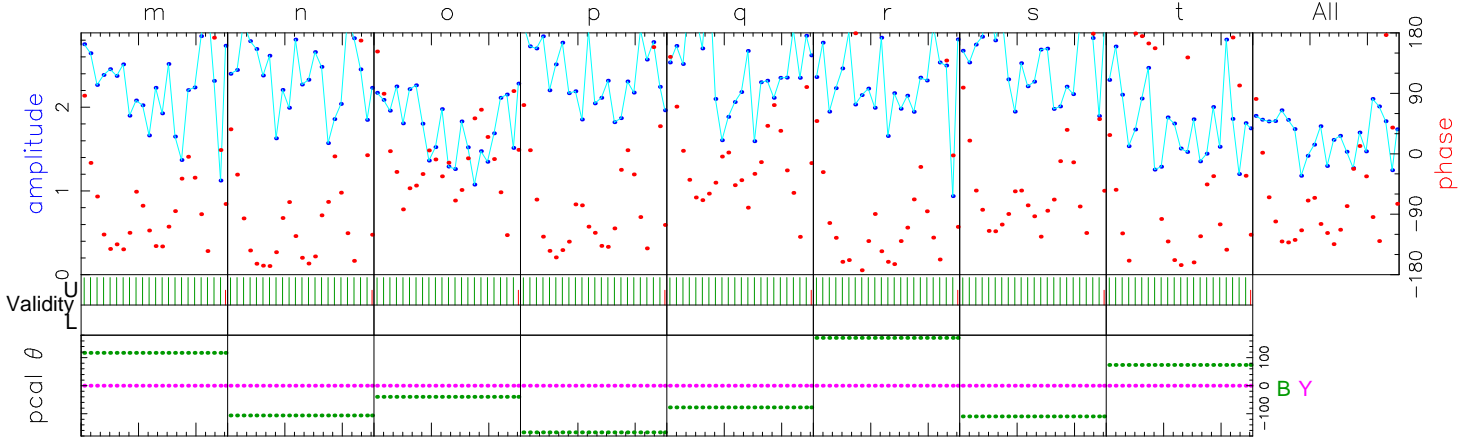 m n o p q r s t All
amplitude
2
1
0
180
90
0
−90
−180
phase
U
Validity
L
pcal θ
100
0
−100
B Y